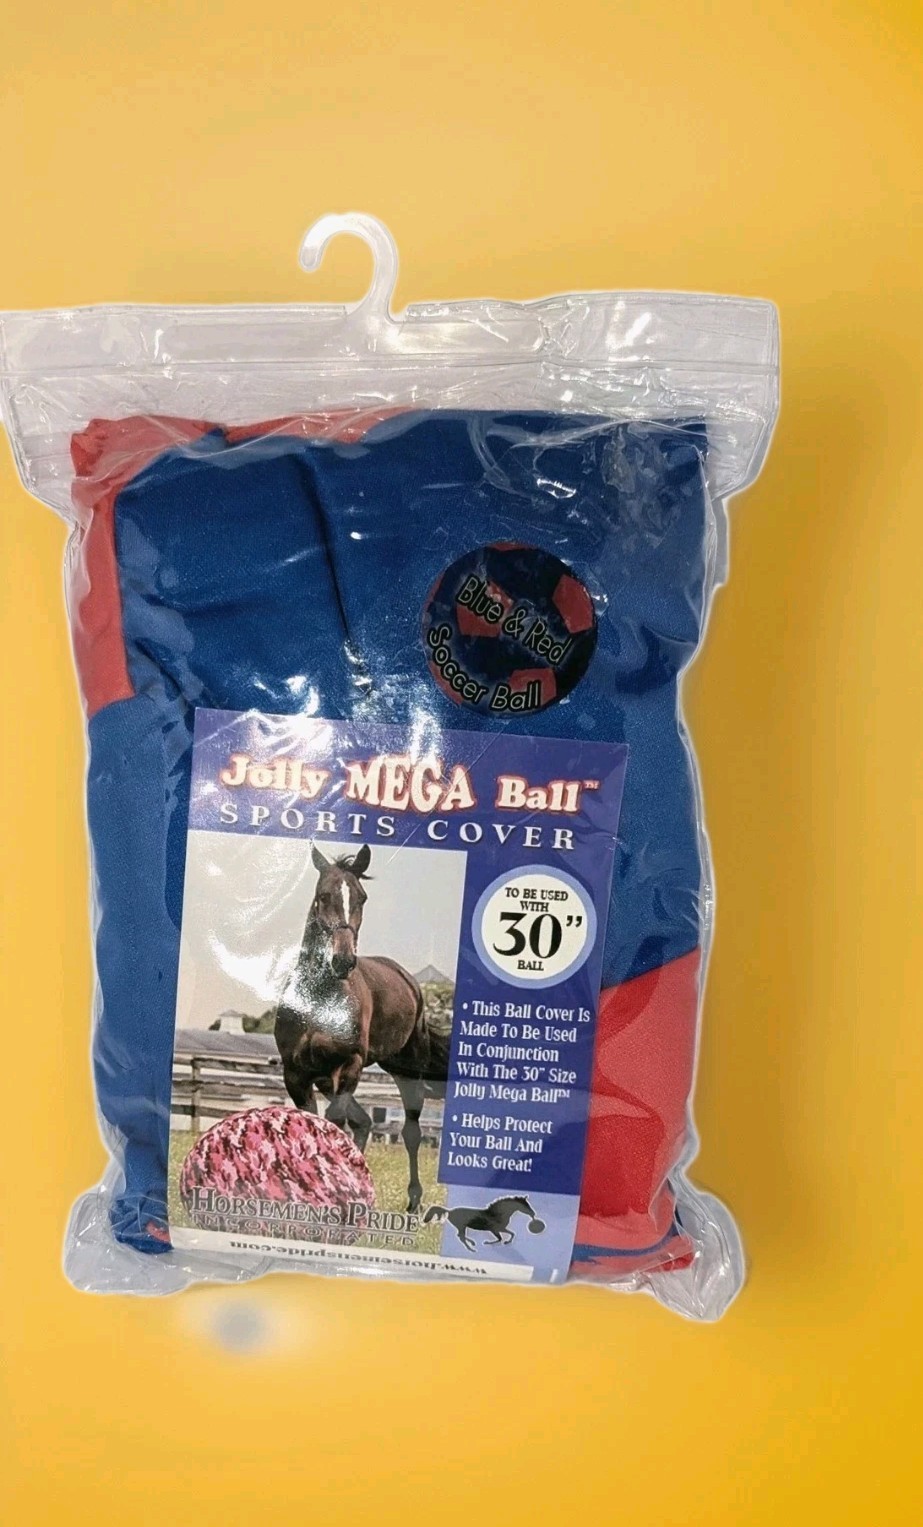 Blue & Red
Soccer Ball
Jolly MEGA Ball™
SPORTS COVER
TO BE USED
WITH
30”
BALL
• This Ball Cover Is
Made To Be Used
In Conjunction
With The 30" Size
Jolly Mega Ball™
• Helps Protect
Your Ball And
Looks Great!
HORSEMEN'S PRIDE
INCORPORATED
www.horsemenspride.com